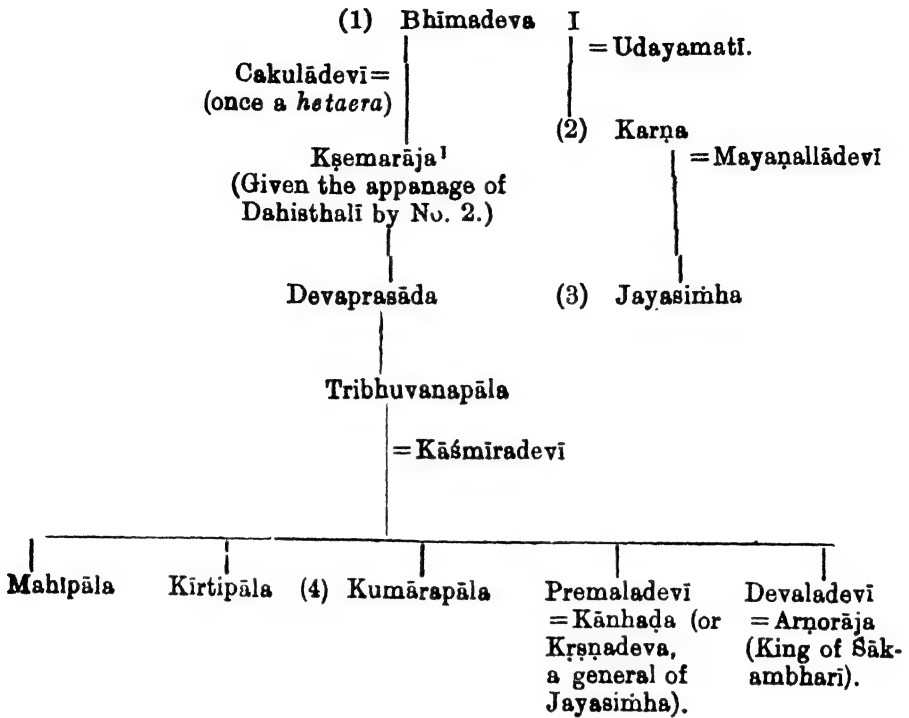 (1) Bhīmadeva I
= Udayamatī.
Cakulādevī=
(once a hetaera)
(2) Karṇa
Kṣemarāja¹
=Mayaṇallādevī
(Given the appanage of
Dahisthalī by No. 2.)
Devaprasāda (3) Jayasiṁha
Tribhuvanapāla
=Kāśmīradevī
Mahīpāla Kīrtipāla (4) Kumārapāla Premaladevī Devaladevī
=Kānhaḍa (or =Arṇorāja
Kṛṣṇadeva, (King of Śāk-
a general of ambharī).
Jayasiṁha).